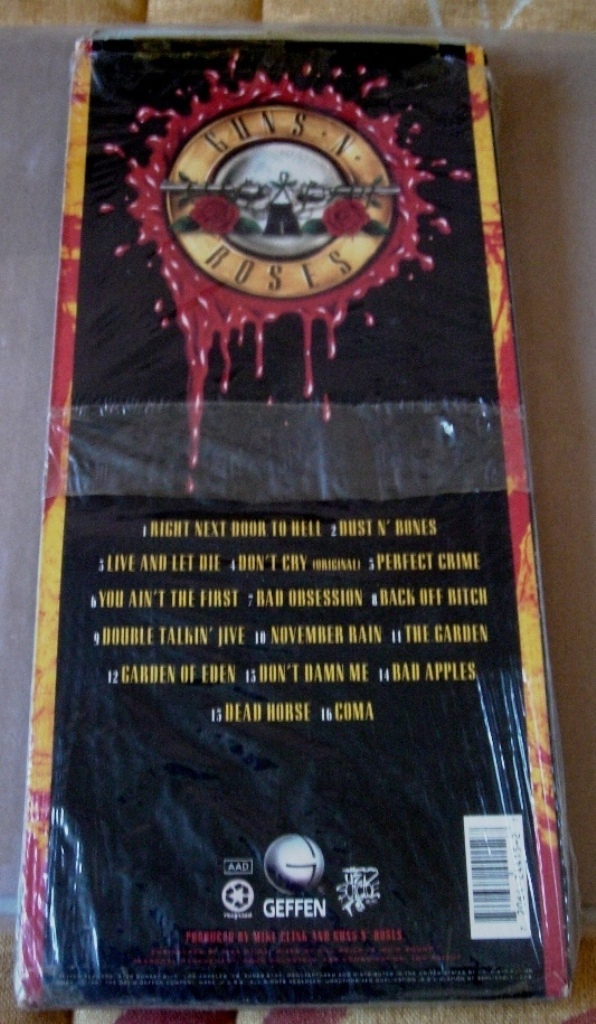 GUNS · N ·
ROSES
1 RIGHT NEXT DOOR TO HELL 2 DUST N' BONES
3 LIVE AND LET DIE 4 DON'T CRY (ORIGINAL) 5 PERFECT CRIME
6 YOU AIN'T THE FIRST 7 BAD OBSESSION 8 BACK OFF BITCH
9 DOUBLE TALKIN' JIVE 10 NOVEMBER RAIN 11 THE GARDEN
12 GARDEN OF EDEN 13 DON'T DAMN ME 14 BAD APPLES
15 DEAD HORSE 16 COMA
AAD
GEFFEN
PRODUCED BY MIKE CLINK AND GUNS N' ROSES